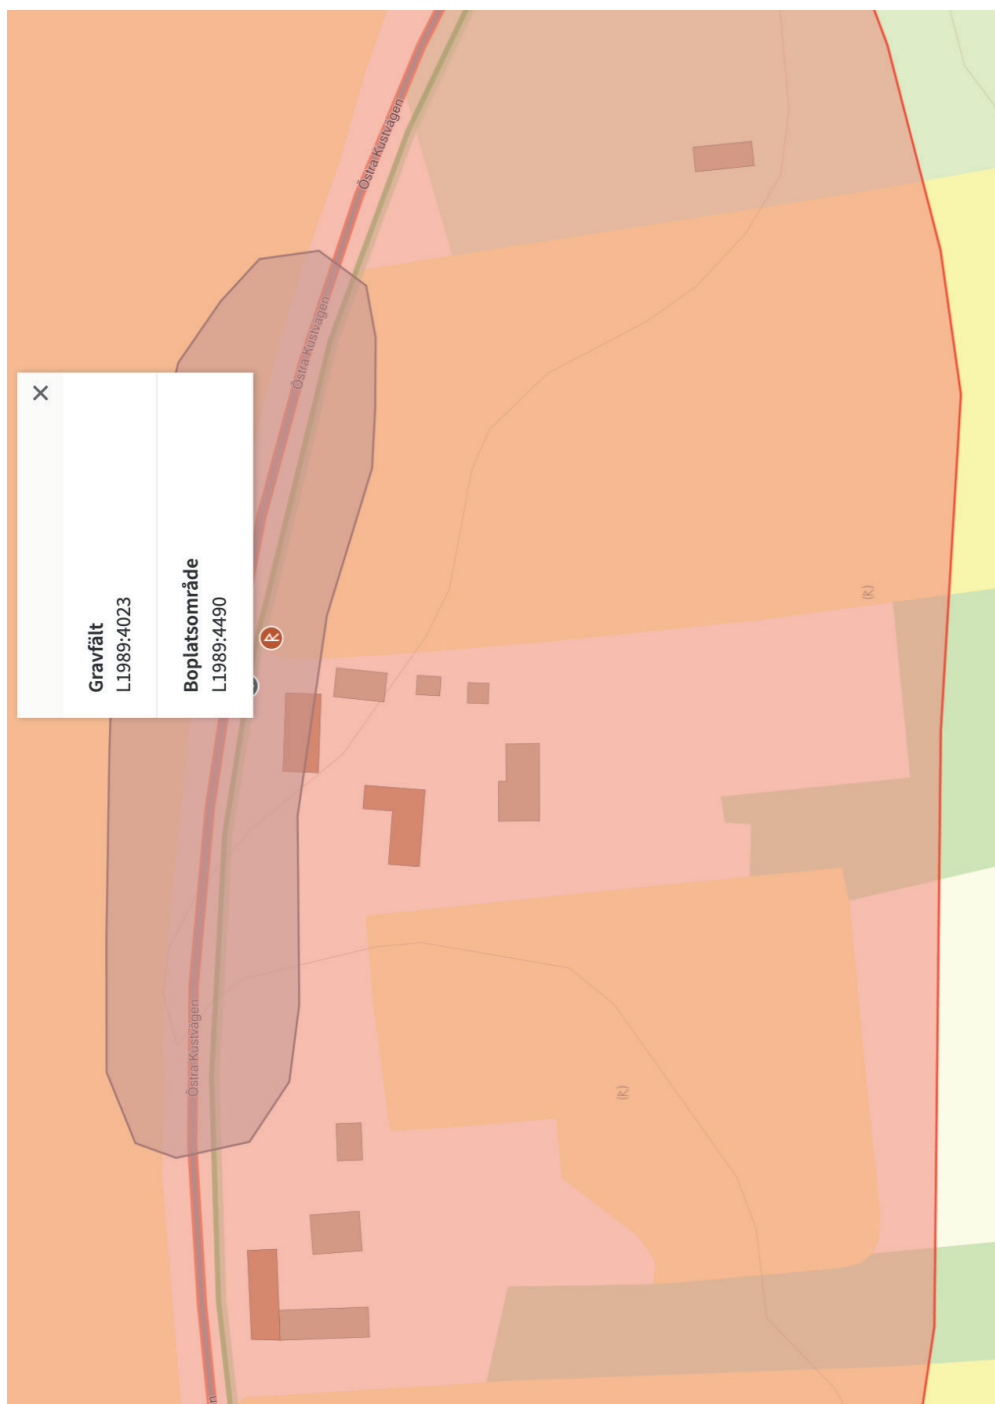 Gravfält
L1989:4023
Boplatsområde
L1989:4490
Östra Kustvägen
Östra Kustvägen
Östra Kustvägen
n
(K)
(K)
R